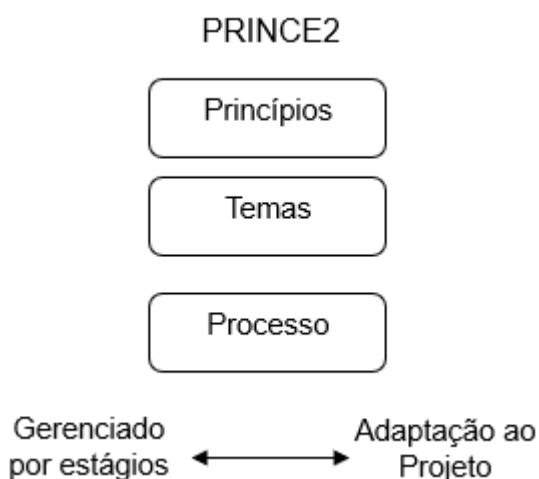 PRINCE2
Princípios
Temas
Processo
Gerenciado
por estágios
Adaptação ao
Projeto